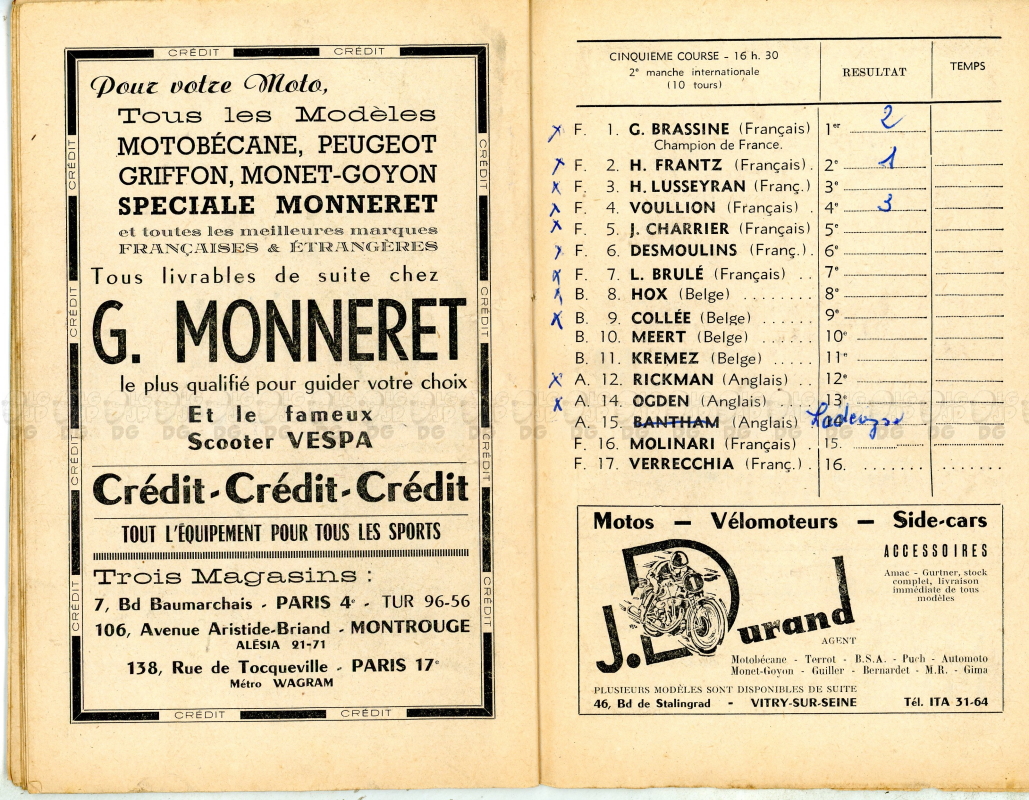 CRÉDIT CRÉDIT
CRÉDIT
CRÉDIT
CRÉDIT
CRÉDIT
CRÉDIT
CRÉDIT
CRÉDIT
CRÉDIT
Pour votre Moto,
Tous les Modèles
MOTOBÉCANE, PEUGEOT
GRIFFON, MONET-GOYON
SPECIALE MONNERET
et toutes les meilleures marques
FRANÇAISES & ÉTRANGÈRES
Tous livrables de suite chez
G. MONNERET
le plus qualifié pour guider votre choix
Et le fameux
Scooter VESPA
Crédit-Crédit-Crédit
TOUT L'ÉQUIPEMENT POUR TOUS LES SPORTS
Trois Magasins :
7, Bd Baumarchais - PARIS 4e - TUR 96-56
106, Avenue Aristide-Briand - MONTROUGE
ALÉSIA 21-71
138, Rue de Tocqueville - PARIS 17e
Métro WAGRAM
CRÉDIT CRÉDIT
CINQUIEME COURSE - 16 h. 30
2e manche internationale
(10 tours)
RESULTAT
TEMPS
x F. 1. G. BRASSINE (Français) 1er 2
Champion de France.
x F. 2. H. FRANTZ (Français) . 2e 1
x F. 3. H. LUSSEYRAN (Franç.) 3e
x F. 4. VOULLION (Français) . 4e 3
x F. 5. J. CHARRIER (Français) 5e
x F. 6. DESMOULINS (Franç.) . 6e
x F. 7. L. BRULÉ (Français) . . 7e
x B. 8. HOX (Belge) ........ 8e
x B. 9. COLLÉE (Belge) ...... 9e
B. 10. MEERT (Belge) ...... 10e
B. 11. KREMEZ (Belge) ..... 11e
x A. 12. RICKMAN (Anglais) . . 12e
x A. 14. OGDEN (Anglais) .... 13e
A. 15. BANTHAM (Anglais)
F. 16. MOLINARI (Français) . 15.
F. 17. VERRECCHIA (Franç.) . 16. ....... ......
Motos — Vélomoteurs — Side-cars
ACCESSOIRES
Amac - Gurtner, stock
complet, livraison
immédiate de tous
modèles
J. Durand
AGENT
Motobécane - Terrot - B.S.A. - Puch - Automoto
Monet-Goyon - Guiller - Bernardet - M.R. - Gima
PLUSIEURS MODÈLES SONT DISPONIBLES DE SUITE
46, Bd de Stalingrad - VITRY-SUR-SEINE Tél. ITA 31-64